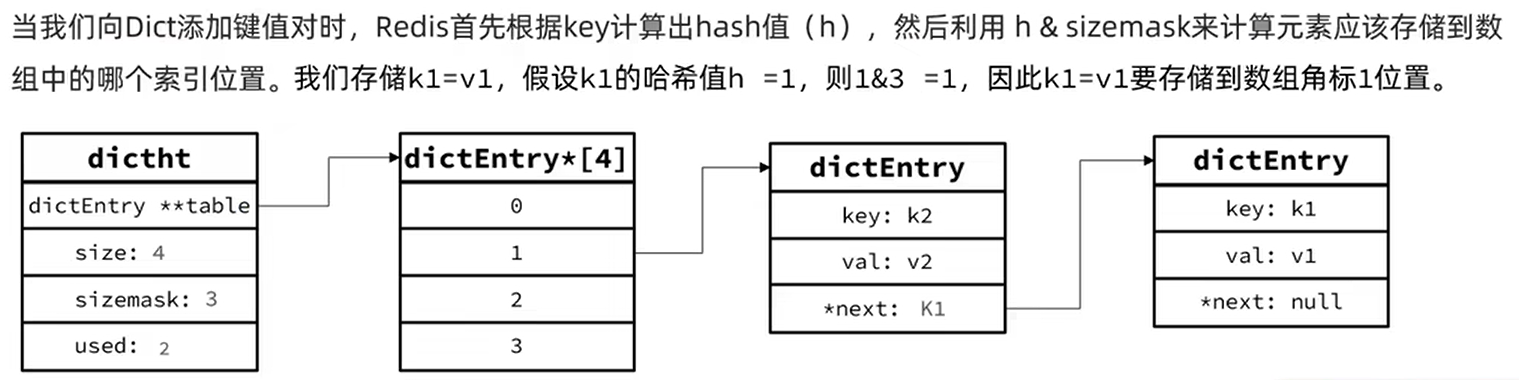 当我们向Dict添加键值对时，Redis首先根据key计算出hash值（h），然后利用 h & sizemask来计算元素应该存储到数
组中的哪个索引位置。我们存储k1=v1，假设k1的哈希值h =1，则1&3 =1，因此k1=v1要存储到数组角标1位置。
dictht
dictEntry **table
size: 4
sizemask: 3
used: 2
dictEntry*[4]
0
1
2
3
dictEntry
key: k2
val: v2
*next: K1
dictEntry
key: k1
val: v1
*next: null